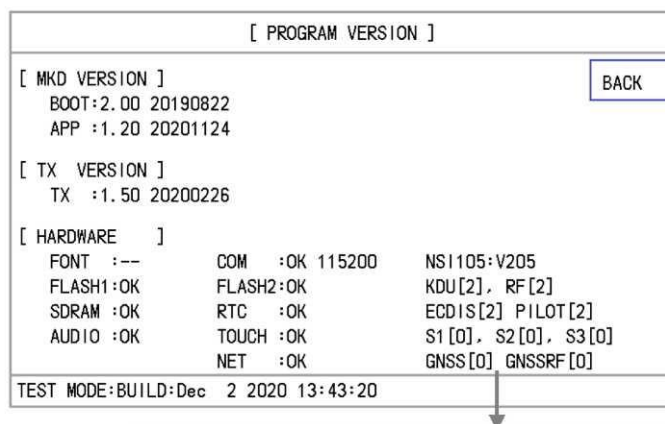 [ PROGRAM VERSION ]
[ MKD VERSION ]
BACK
BOOT:2.00 20190822
APP :1.20 20201124
[ TX VERSION ]
TX :1.50 20200226
[ HARDWARE ]
FONT :-- COM :OK 115200 NSI105:V205
FLASH1:OK FLASH2:OK KDU[2], RF[2]
SDRAM :OK RTC :OK ECDIS[2] PILOT[2]
AUDIO :OK TOUCH :OK S1[0], S2[0], S3[0]
NET :OK GNSS[0] GNSSRF[0]
TEST MODE:BUILD:Dec 2 2020 13:43:20